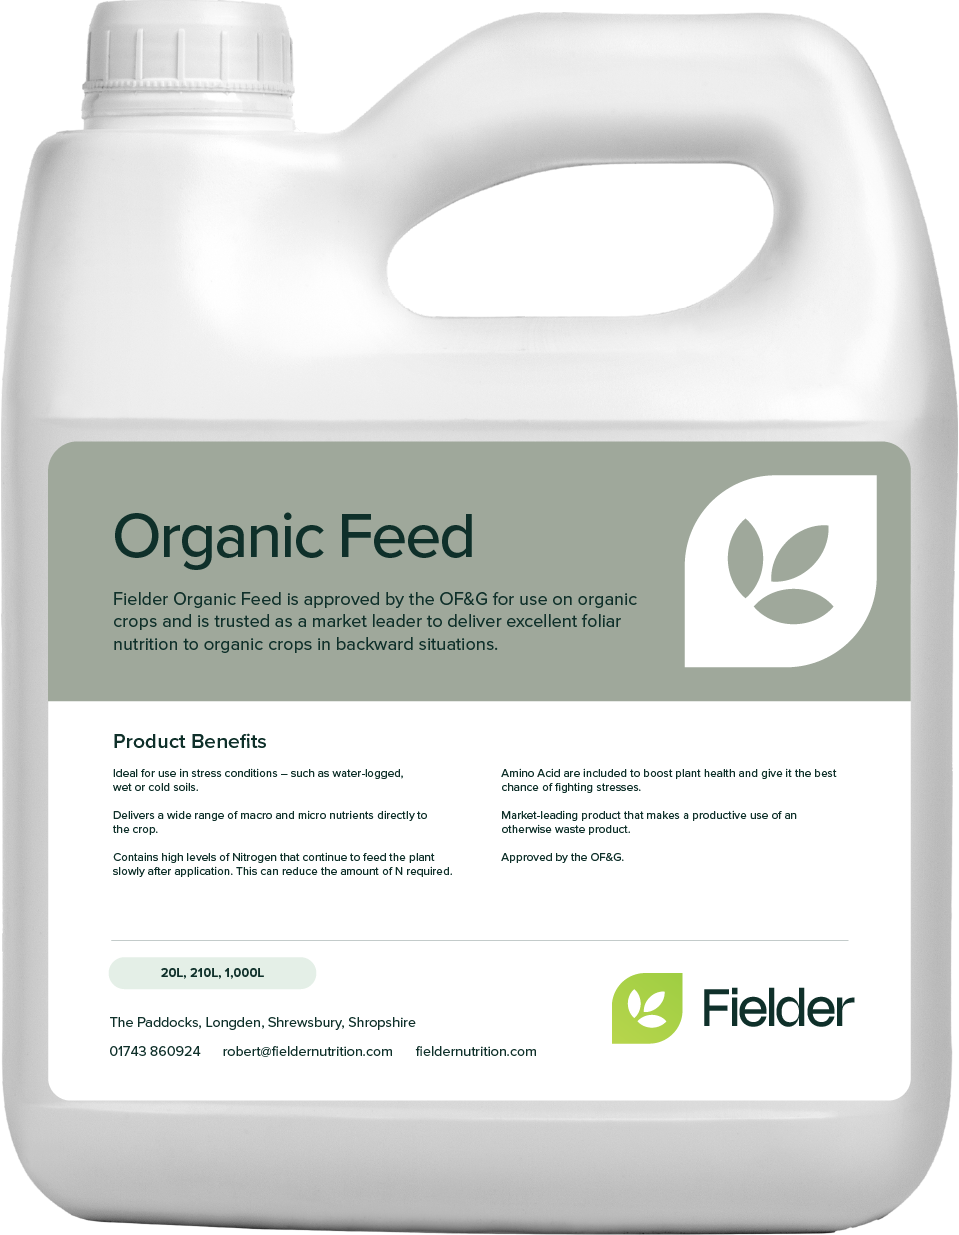 Organic Feed
Fielder Organic Feed is approved by the OF&G for use on organic
crops and is trusted as a market leader to deliver excellent foliar
nutrition to organic crops in backward situations.
Product Benefits
Ideal for use in stress conditions – such as water-logged,
wet or cold soils.
Delivers a wide range of macro and micro nutrients directly to
the crop.
Contains high levels of Nitrogen that continue to feed the plant
slowly after application. This can reduce the amount of N required.
Amino Acid are included to boost plant health and give it the best
chance of fighting stresses.
Market-leading product that makes a productive use of an
otherwise waste product.
Approved by the OF&G.
20L, 210L, 1,000L
The Paddocks, Longden, Shrewsbury, Shropshire
01743 860924 robert@fieldernutrition.com fieldernutrition.com
Fielder